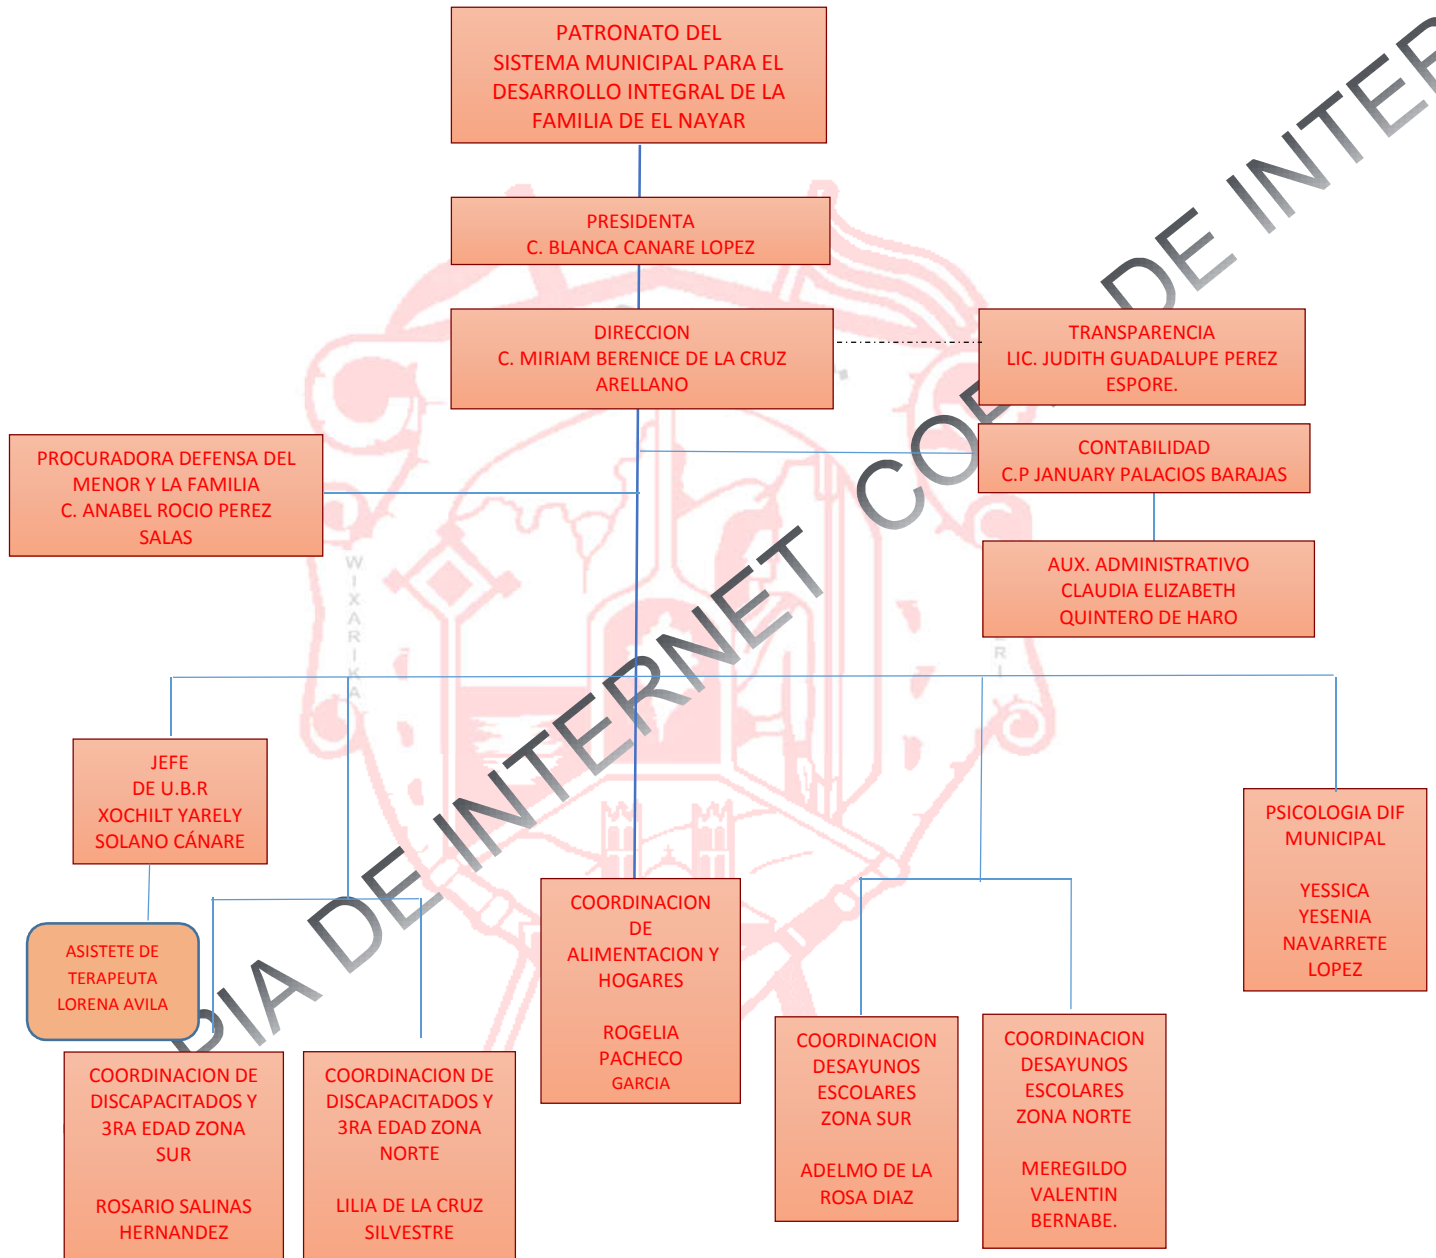 PATRONATO DEL
SISTEMA MUNICIPAL PARA EL
DESARROLLO INTEGRAL DE LA
FAMILIA DE EL NAYAR
PRESIDENTA
C. BLANCA CANARE LOPEZ
DIRECCION
C. MIRIAM BERENICE DE LA CRUZ
ARELLANO
TRANSPARENCIA
LIC. JUDITH GUADALUPE PEREZ
ESPORE.
PROCURADORA DEFENSA DEL
MENOR Y LA FAMILIA
C. ANABEL ROCIO PEREZ
SALAS
CONTABILIDAD
C.P JANUARY PALACIOS BARAJAS
AUX. ADMINISTRATIVO
CLAUDIA ELIZABETH
QUINTERO DE HARO
WIXARIKA
JEFE
DE U.B.R
XOCHILT YARELY
SOLANO CÁNARE
ASISTETE DE
TERAPEUTA
LORENA AVILA
COORDINACION DE
DISCAPACITADOS Y
3RA EDAD ZONA
SUR
ROSARIO SALINAS
HERNANDEZ
COORDINACION DE
DISCAPACITADOS Y
3RA EDAD ZONA
NORTE
LILIA DE LA CRUZ
SILVESTRE
COORDINACION
DE
ALIMENTACION Y
HOGARES
ROGELIA
PACHECO
GARCIA
COORDINACION
DESAYUNOS
ESCOLARES
ZONA SUR
ADELMO DE LA
ROSA DIAZ
COORDINACION
DESAYUNOS
ESCOLARES
ZONA NORTE
MEREGILDO
VALENTIN
BERNABE.
PSICOLOGIA DIF
MUNICIPAL
YESSICA
YESENIA
NAVARRETE
LOPEZ
PIA DE INTERNET CO DE INTER